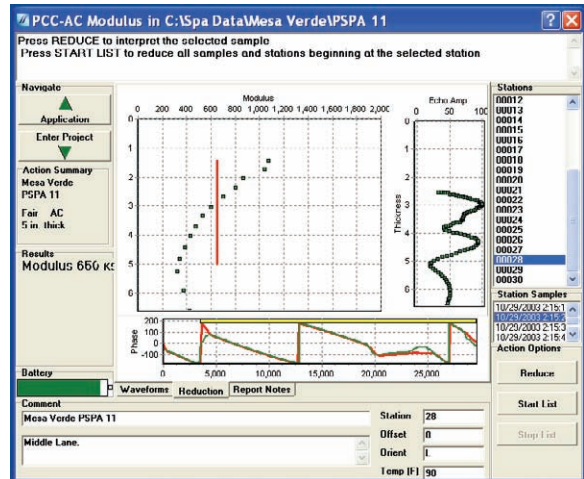 PCC-AC Modulus in C:\Spa Data\Mesa Verde\PSPA 11
Press REDUCE to interpret the selected sample
Press START LIST to reduce all samples and stations beginning at the selected station
Navigate
Application
Enter Project
Action Summary
Mesa Verde
PSPA 11
Fair AC
5 in. thick
Results
Modulus 650 KS
Battery
Modulus
0 200 400 600 800 1,000 1,200 1,400 1,600 1,800 2,000
0
1
2
3
4
5
6
Echo Amp
0 50 100
Thickness
0
1
2
3
4
5
6
Phase
200
100
0
-100
0 5,000 10,000 15,000 20,000 25,000
Waveforms
Reduction
Report Notes
Stations
00012
00013
00014
00015
00016
00017
00018
00019
00020
00021
00022
00023
00024
00025
00026
00027
00028
00029
00030
Station Samples
10/29/2003 2:15:1
10/29/2003 2:15:2
10/29/2003 2:15:3
10/29/2003 2:15:4
Action Options
Reduce
Start List
Stop List
Comment
Mesa Verde PSPA 11
Middle Lane.
Station 28
Offset 0
Orient L
Temp [F] 90